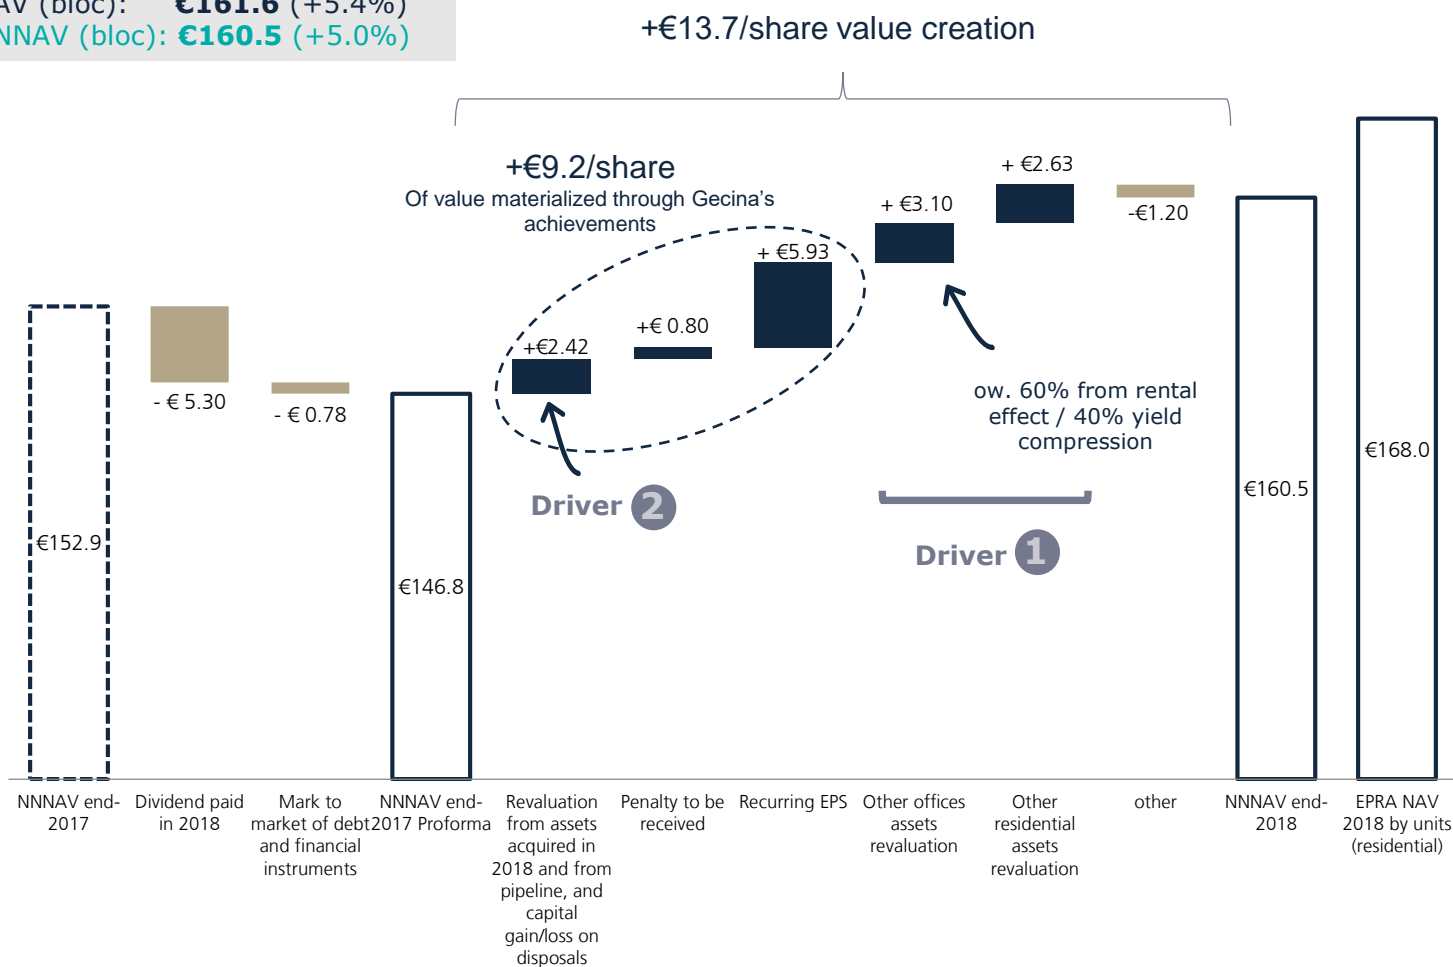 AV (bloc): €161.6 (+5.4%)
NNAV (bloc): €160.5 (+5.0%)
+€13.7/share value creation
+€9.2/share
Of value materialized through Gecina's
achievements
- € 5.30
- € 0.78
+€2.42
+€ 0.80
+ €5.93
+ €3.10
+ €2.63
-€1.20
ow. 60% from rental
effect / 40% yield
compression
Driver 2
Driver 1
€152.9
€146.8
€160.5
€168.0
NNNAV end-
2017
Dividend paid
in 2018
Mark to
market of debt
and financial
instruments
NNNAV end-
2017 Proforma
Revaluation
from assets
acquired in
2018 and from
pipeline, and
capital
gain/loss on
disposals
Penalty to be
received
Recurring EPS
Other offices
assets
revaluation
Other
residential
assets
revaluation
other
NNNAV end-
2018
EPRA NAV
2018 by units
(residential)